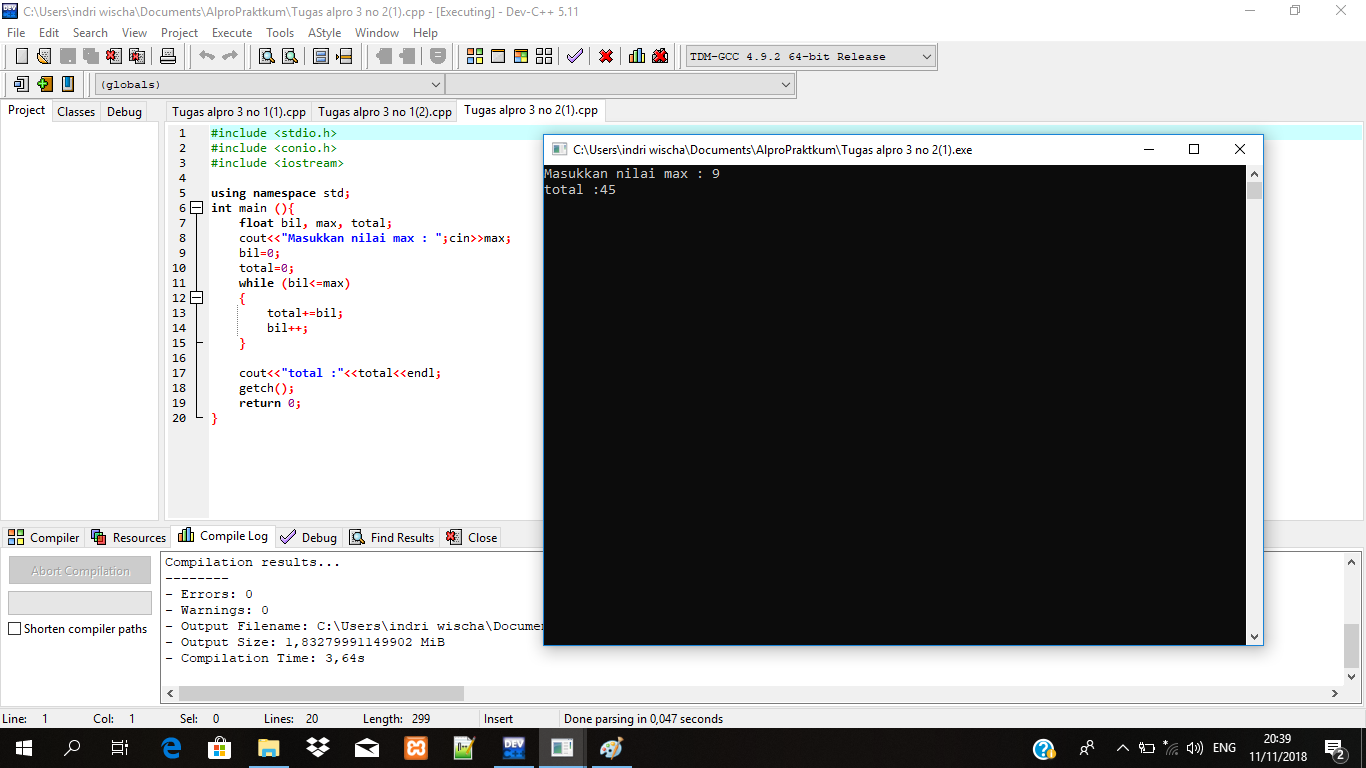 C:\Users\indri wischa\Documents\AlproPraktkum\Tugas alpro 3 no 2(1).cpp - [Executing] - Dev-C++ 5.11
File Edit Search View Project Execute Tools AStyle Window Help
TDM-GCC 4.9.2 64-bit Release
(globals)
Project Classes Debug
Tugas alpro 3 no 1(1).cpp Tugas alpro 3 no 1(2).cpp Tugas alpro 3 no 2(1).cpp
1 #include <stdio.h>
2 #include <conio.h>
3 #include <iostream>
4
5 using namespace std;
6 int main (){
7 float bil, max, total;
8 cout<<"Masukkan nilai max : ";cin>>max;
9 bil=0;
10 total=0;
11 while (bil<=max)
12 {
13 total+=bil;
14 bil++;
15 }
16
17 cout<<"total :"<<total<<endl;
18 getch();
19 return 0;
20 }
C:\Users\indri wischa\Documents\AlproPraktkum\Tugas alpro 3 no 2(1).exe
Masukkan nilai max : 9
total :45
Compiler Resources Compile Log Debug Find Results Close
Abort Compilation
Shorten compiler paths
Compilation results...
--------
- Errors: 0
- Warnings: 0
- Output Filename: C:\Users\indri wischa\Docume
- Output Size: 1,83279991149902 MiB
- Compilation Time: 3,64s
Line: 1 Col: 1 Sel: 0 Lines: 20 Length: 299 Insert Done parsing in 0,047 seconds
DEV
ENG
20:39
11/11/2018
2